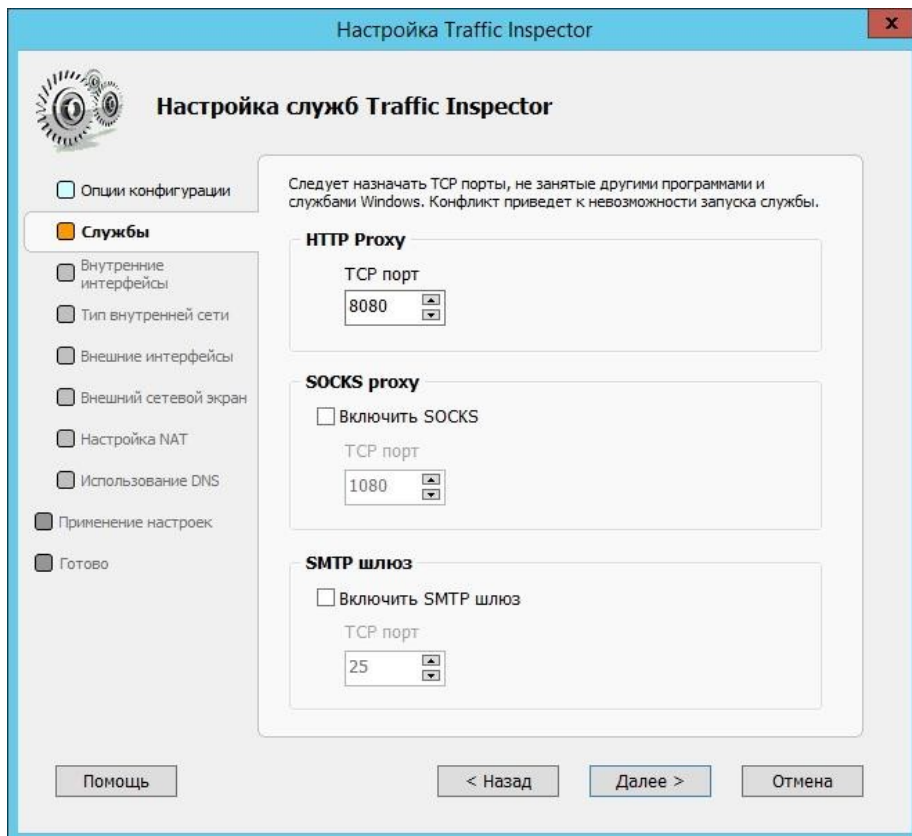 Настройка Traffic Inspector
x
Настройка служб Traffic Inspector
Опции конфигурации
Службы
Внутренние
интерфейсы
Тип внутренней сети
Внешние интерфейсы
Внешний сетевой экран
Настройка NAT
Использование DNS
Применение настроек
Готово
Следует назначать TCP порты, не занятые другими программами и
службами Windows. Конфликт приведет к невозможности запуска службы.
HTTP Proxy
TCP порт
8080
SOCKS proxy
Включить SOCKS
TCP порт
1080
SMTP шлюз
Включить SMTP шлюз
TCP порт
25
Помощь
< Назад
Далее >
Отмена